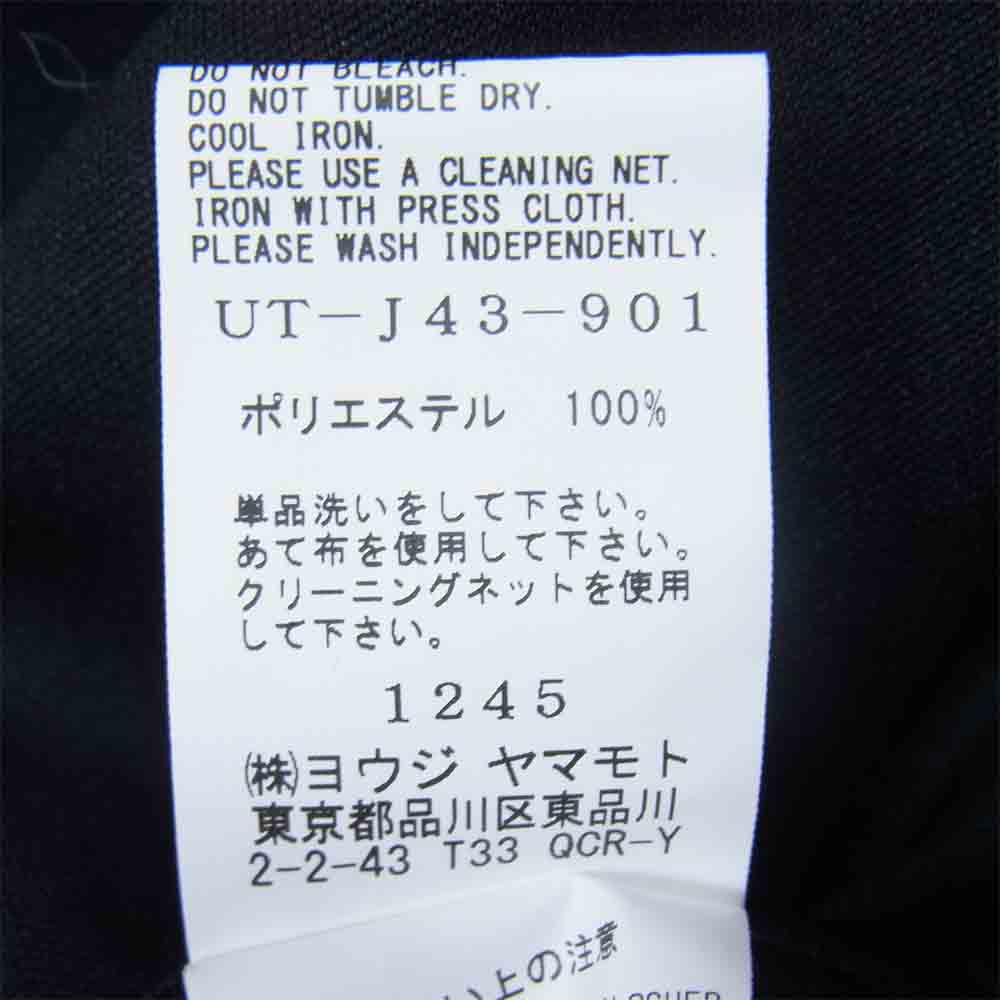 DO NOT BLEACH.
DO NOT TUMBLE DRY.
COOL IRON.
PLEASE USE A CLEANING NET.
IRON WITH PRESS CLOTH.
PLEASE WASH INDEPENDENTLY.
UT-J43-901
ポリエステル 100%
単品洗いをして下さい。
あて布を使用して下さい。
クリーニングネットを使用
して下さい。
1245
(株)ヨウジ ヤマモト
東京都品川区東品川
2-2-43 T33 QCR-Y
上の注意